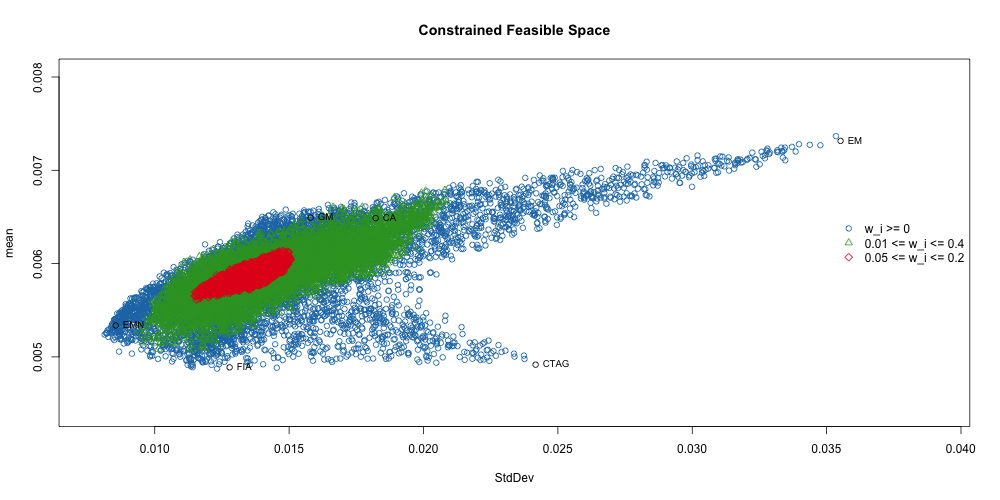 Constrained Feasible Space
mean
0.008
0.007
0.006
0.005
EM
GM
CA
EMN
FIA
CTAG
w_i >= 0
0.01 <= w_i <= 0.4
0.05 <= w_i <= 0.2
0.010 0.015 0.020 0.025 0.030 0.035 0.040
StdDev